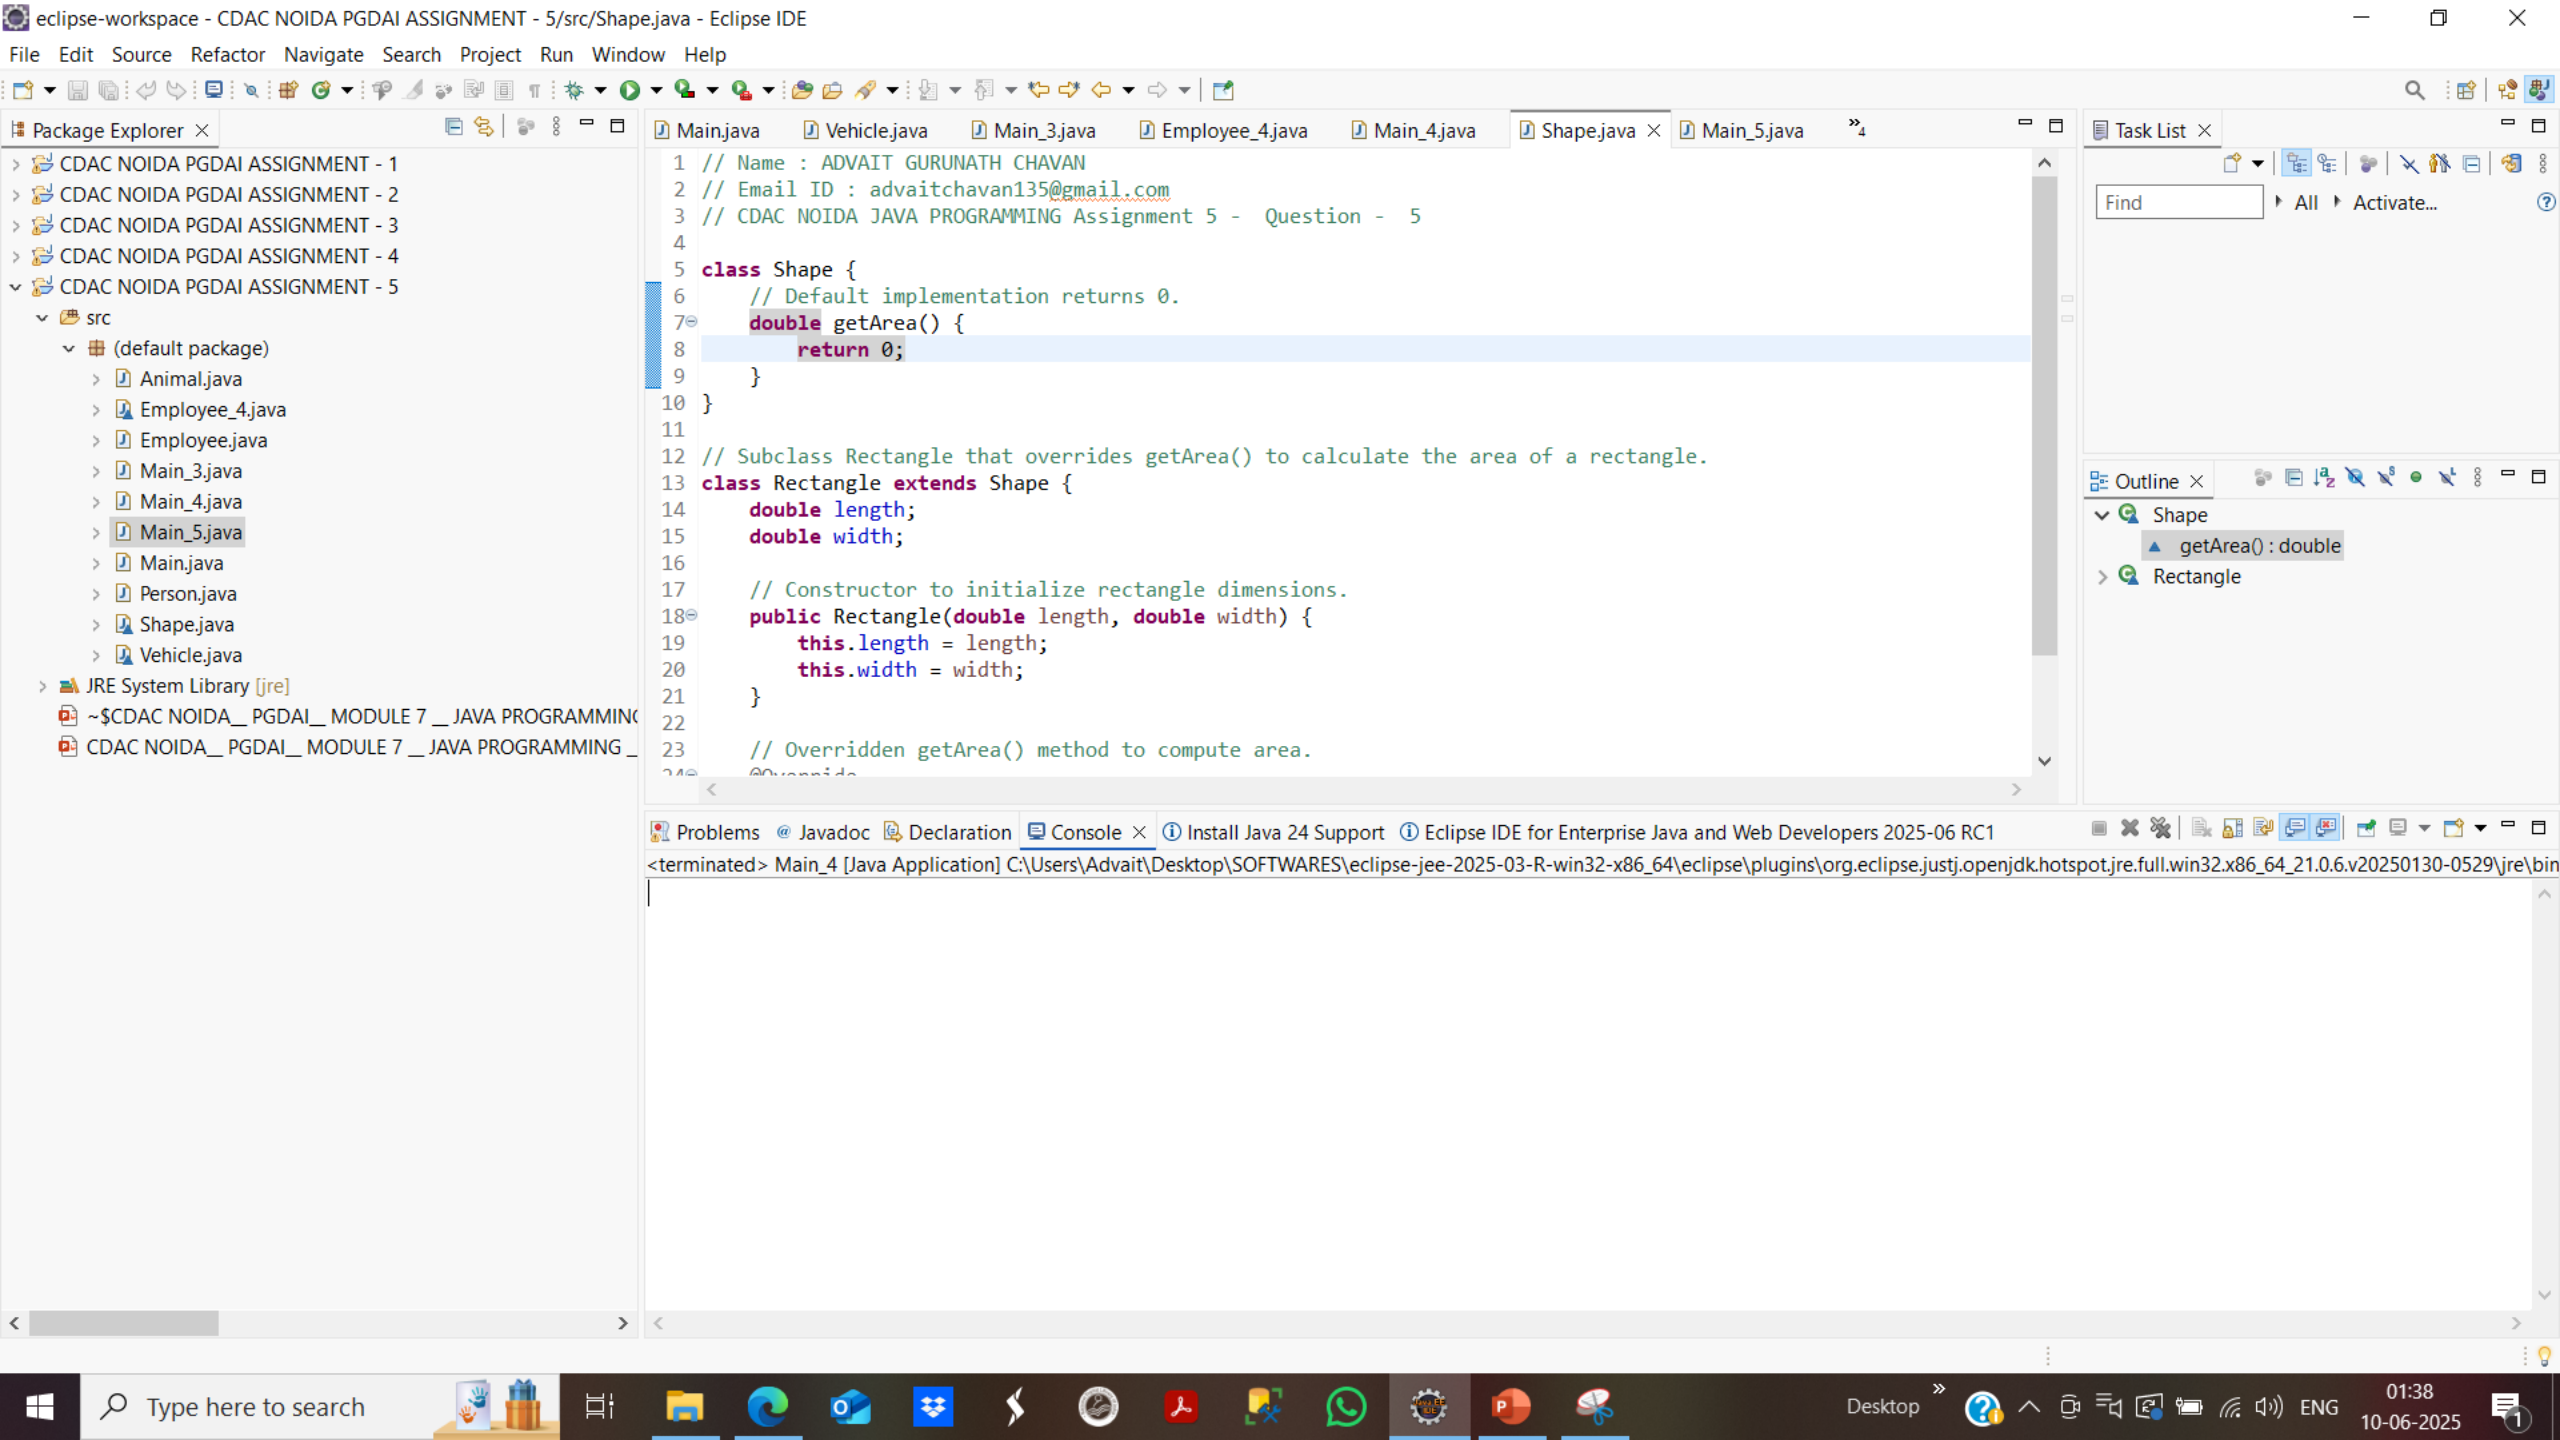 eclipse-workspace - CDAC NOIDA PGDAI ASSIGNMENT - 5/src/Shape.java - Eclipse IDE
File Edit Source Refactor Navigate Search Project Run Window Help
Package Explorer
CDAC NOIDA PGDAI ASSIGNMENT - 1
CDAC NOIDA PGDAI ASSIGNMENT - 2
CDAC NOIDA PGDAI ASSIGNMENT - 3
CDAC NOIDA PGDAI ASSIGNMENT - 4
CDAC NOIDA PGDAI ASSIGNMENT - 5
src
(default package)
Animal.java
Employee_4.java
Employee.java
Main_3.java
Main_4.java
Main_5.java
Main.java
Person.java
Shape.java
Vehicle.java
JRE System Library [jre]
~$CDAC NOIDA__ PGDAI__ MODULE 7 __ JAVA PROGRAMMING
CDAC NOIDA__ PGDAI__ MODULE 7 __ JAVA PROGRAMMING __
Main.java Vehicle.java Main_3.java Employee_4.java Main_4.java Shape.java Main_5.java »4
1 // Name : ADVAIT GURUNATH CHAVAN
2 // Email ID : advaitchavan135@gmail.com
3 // CDAC NOIDA JAVA PROGRAMMING Assignment 5 - Question - 5
4
5 class Shape {
6 // Default implementation returns 0.
7 double getArea() {
8 return 0;
9 }
10 }
11
12 // Subclass Rectangle that overrides getArea() to calculate the area of a rectangle.
13 class Rectangle extends Shape {
14 double length;
15 double width;
16
17 // Constructor to initialize rectangle dimensions.
18 public Rectangle(double length, double width) {
19 this.length = length;
20 this.width = width;
21 }
22
23 // Overridden getArea() method to compute area.
24 @Override
Task List
Find All Activate...
Outline
Shape
getArea() : double
Rectangle
Problems Javadoc Declaration Console Install Java 24 Support Eclipse IDE for Enterprise Java and Web Developers 2025-06 RC1
<terminated> Main_4 [Java Application] C:\Users\Advait\Desktop\SOFTWARES\eclipse-jee-2025-03-R-win32-x86_64\eclipse\plugins\org.eclipse.justj.openjdk.hotspot.jre.full.win32.x86_64_21.0.6.v20250130-0529\jre\bin
Type here to search
Desktop
ENG
01:38
10-06-2025
1